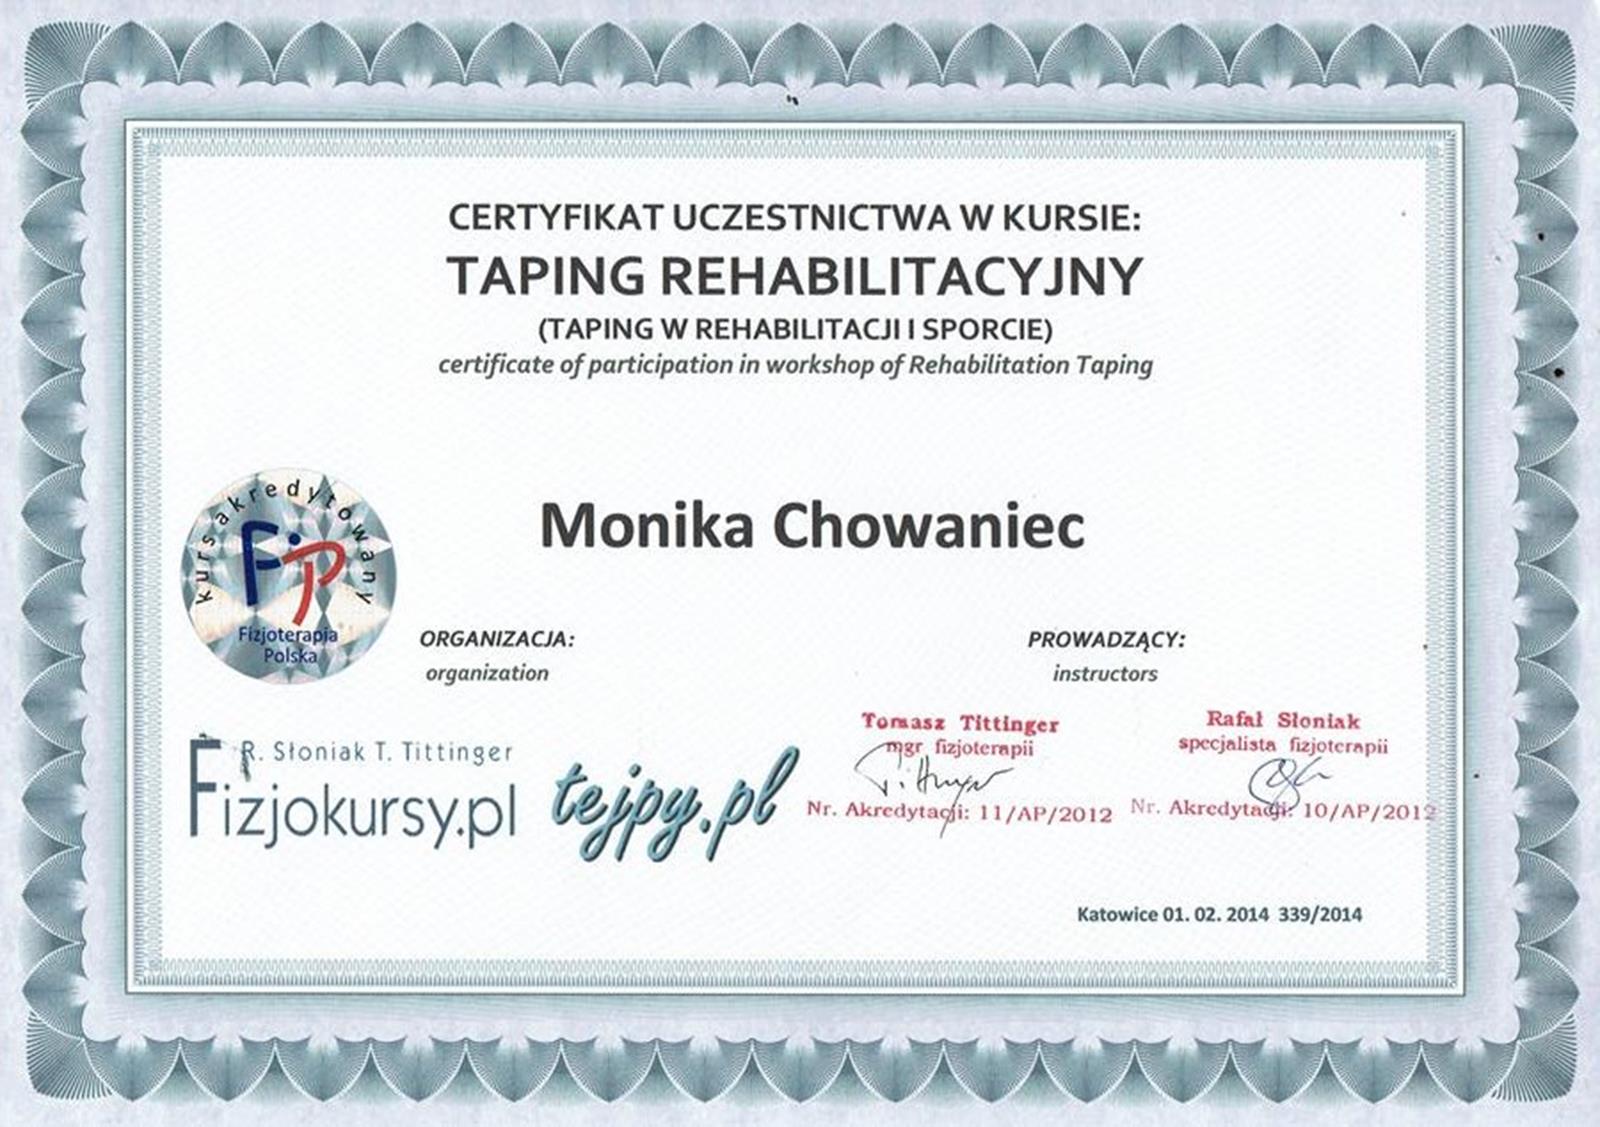 CERTYFIKAT UCZESTNICTWA W KURSIE:
TAPING REHABILITACYJNY
(TAPING W REHABILITACJI I SPORCIE)
certificate of participation in workshop of Rehabilitation Taping
Monika Chowaniec
kurs akredytowany
FiP
Fizjoterapia
Polska
ORGANIZACJA:
organization
PROWADZĄCY:
instructors
R. Słoniak T. Tittinger
Fizjokursy.pl
tejpy.pl
Tomasz Tittinger
mgr fizjoterapii
Nr. Akredytacji: 11/AP/2012
Rafał Słoniak
specjalista fizjoterapii
Nr. Akredytacji: 10/AP/2012
Katowice 01. 02. 2014 339/2014